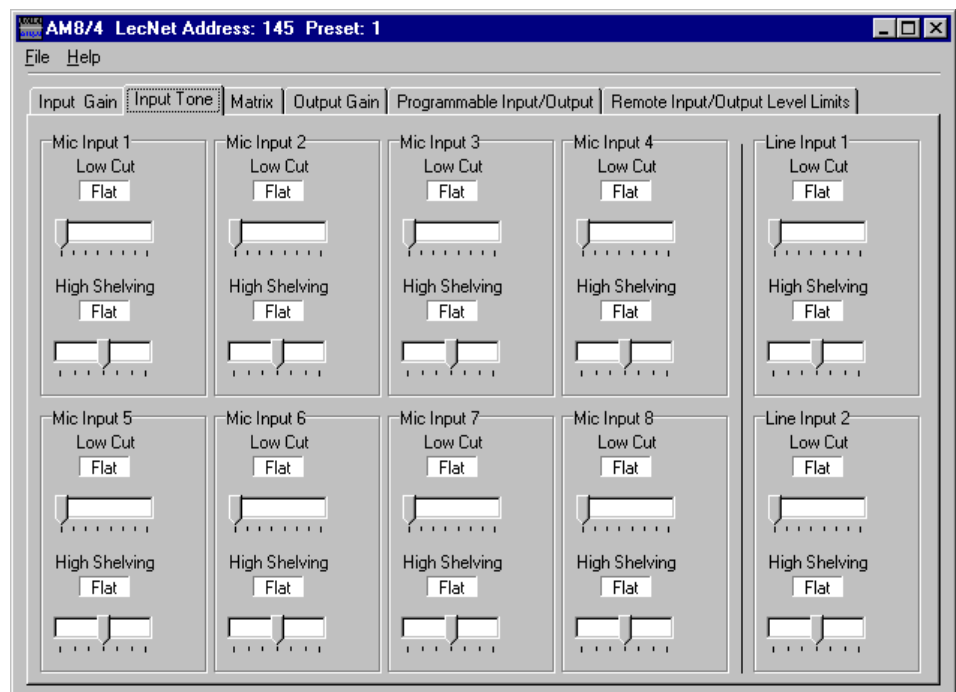 AM8/4 LecNet Address: 145 Preset: 1
File Help
Input Gain Input Tone Matrix Output Gain Programmable Input/Output Remote Input/Output Level Limits
Mic Input 1 Mic Input 2 Mic Input 3 Mic Input 4 Line Input 1
Low Cut Low Cut Low Cut Low Cut Low Cut
Flat Flat Flat Flat Flat
High Shelving High Shelving High Shelving High Shelving High Shelving
Flat Flat Flat Flat Flat
Mic Input 5 Mic Input 6 Mic Input 7 Mic Input 8 Line Input 2
Low Cut Low Cut Low Cut Low Cut Low Cut
Flat Flat Flat Flat Flat
High Shelving High Shelving High Shelving High Shelving High Shelving
Flat Flat Flat Flat Flat